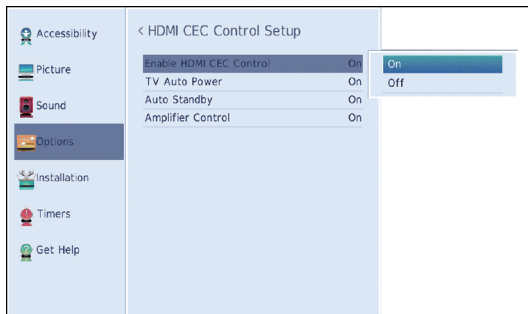 Accessibility
Picture
Sound
Options
Installation
Timers
Get Help
< HDMI CEC Control Setup
Enable HDMI CEC Control On
TV Auto Power On
Auto Standby On
Amplifier Control On
On
Off